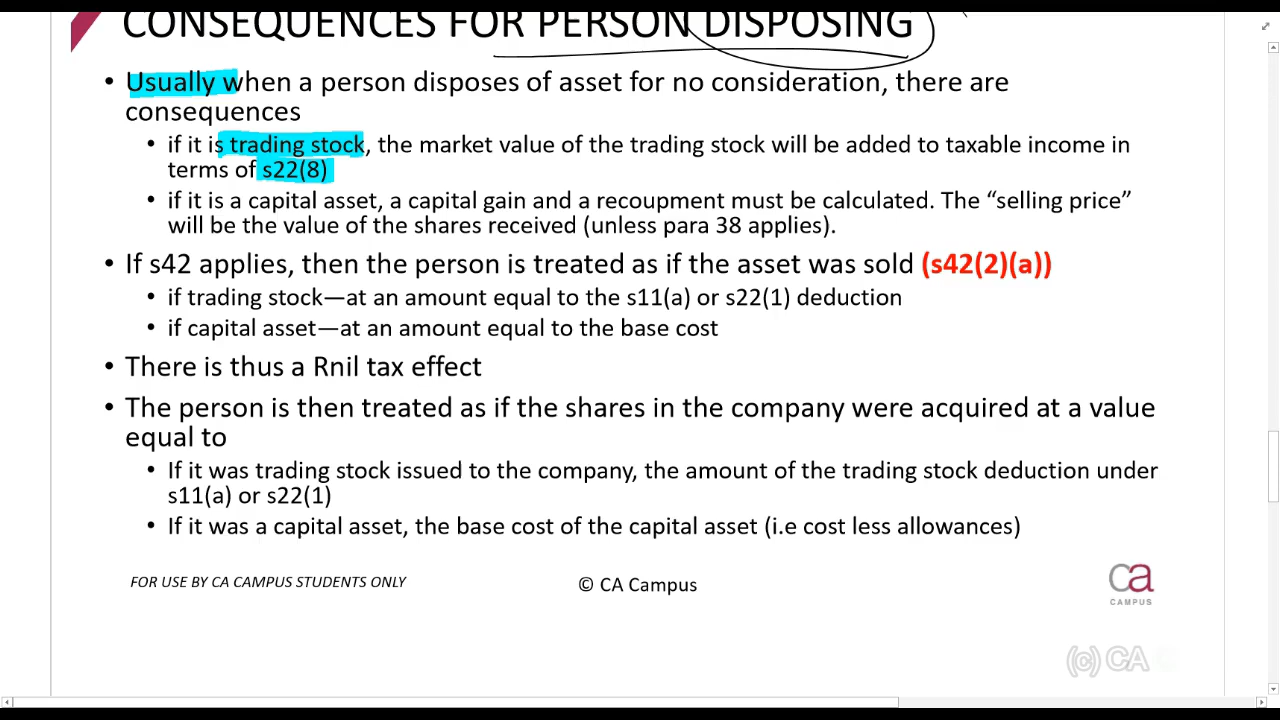 CONSEQUENCES FOR PERSON DISPOSING
• Usually when a person disposes of asset for no consideration, there are
consequences
• if it is trading stock, the market value of the trading stock will be added to taxable income in
terms of s22(8)
• if it is a capital asset, a capital gain and a recoupment must be calculated. The “selling price”
will be the value of the shares received (unless para 38 applies).
• If s42 applies, then the person is treated as if the asset was sold (s42(2)(a))
• if trading stock—at an amount equal to the s11(a) or s22(1) deduction
• if capital asset—at an amount equal to the base cost
• There is thus a Rnil tax effect
• The person is then treated as if the shares in the company were acquired at a value
equal to
• If it was trading stock issued to the company, the amount of the trading stock deduction under
s11(a) or s22(1)
• If it was a capital asset, the base cost of the capital asset (i.e cost less allowances)
FOR USE BY CA CAMPUS STUDENTS ONLY
© CA Campus
ca
CAMPUS
(c) CA